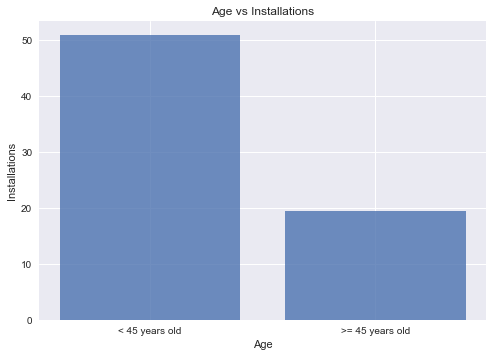 Age vs Installations
Installations
50
40
30
20
10
0
< 45 years old
>= 45 years old
Age